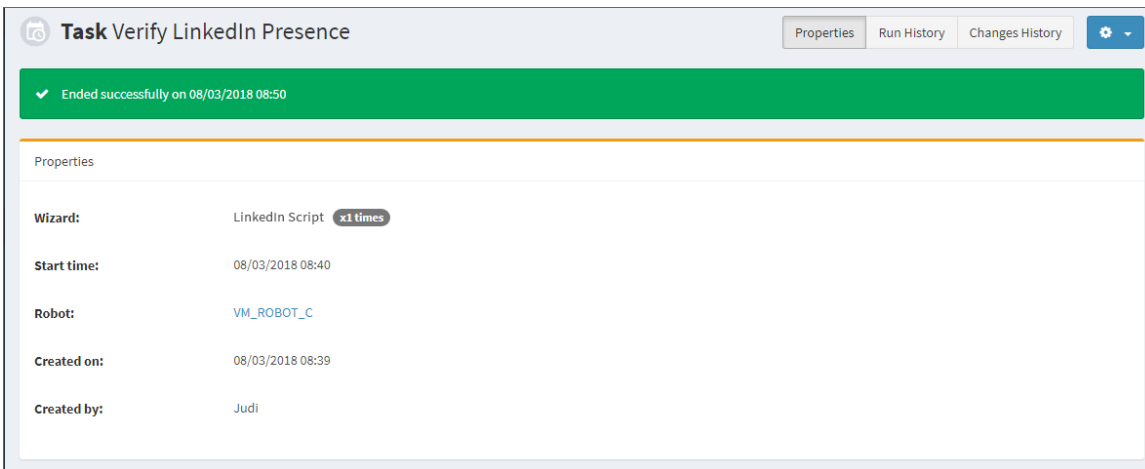 Task Verify LinkedIn Presence
Properties Run History Changes History
Ended successfully on 08/03/2018 08:50
Properties
Wizard: LinkedIn Script x1 times
Start time: 08/03/2018 08:40
Robot: VM_ROBOT_C
Created on: 08/03/2018 08:39
Created by: Judi